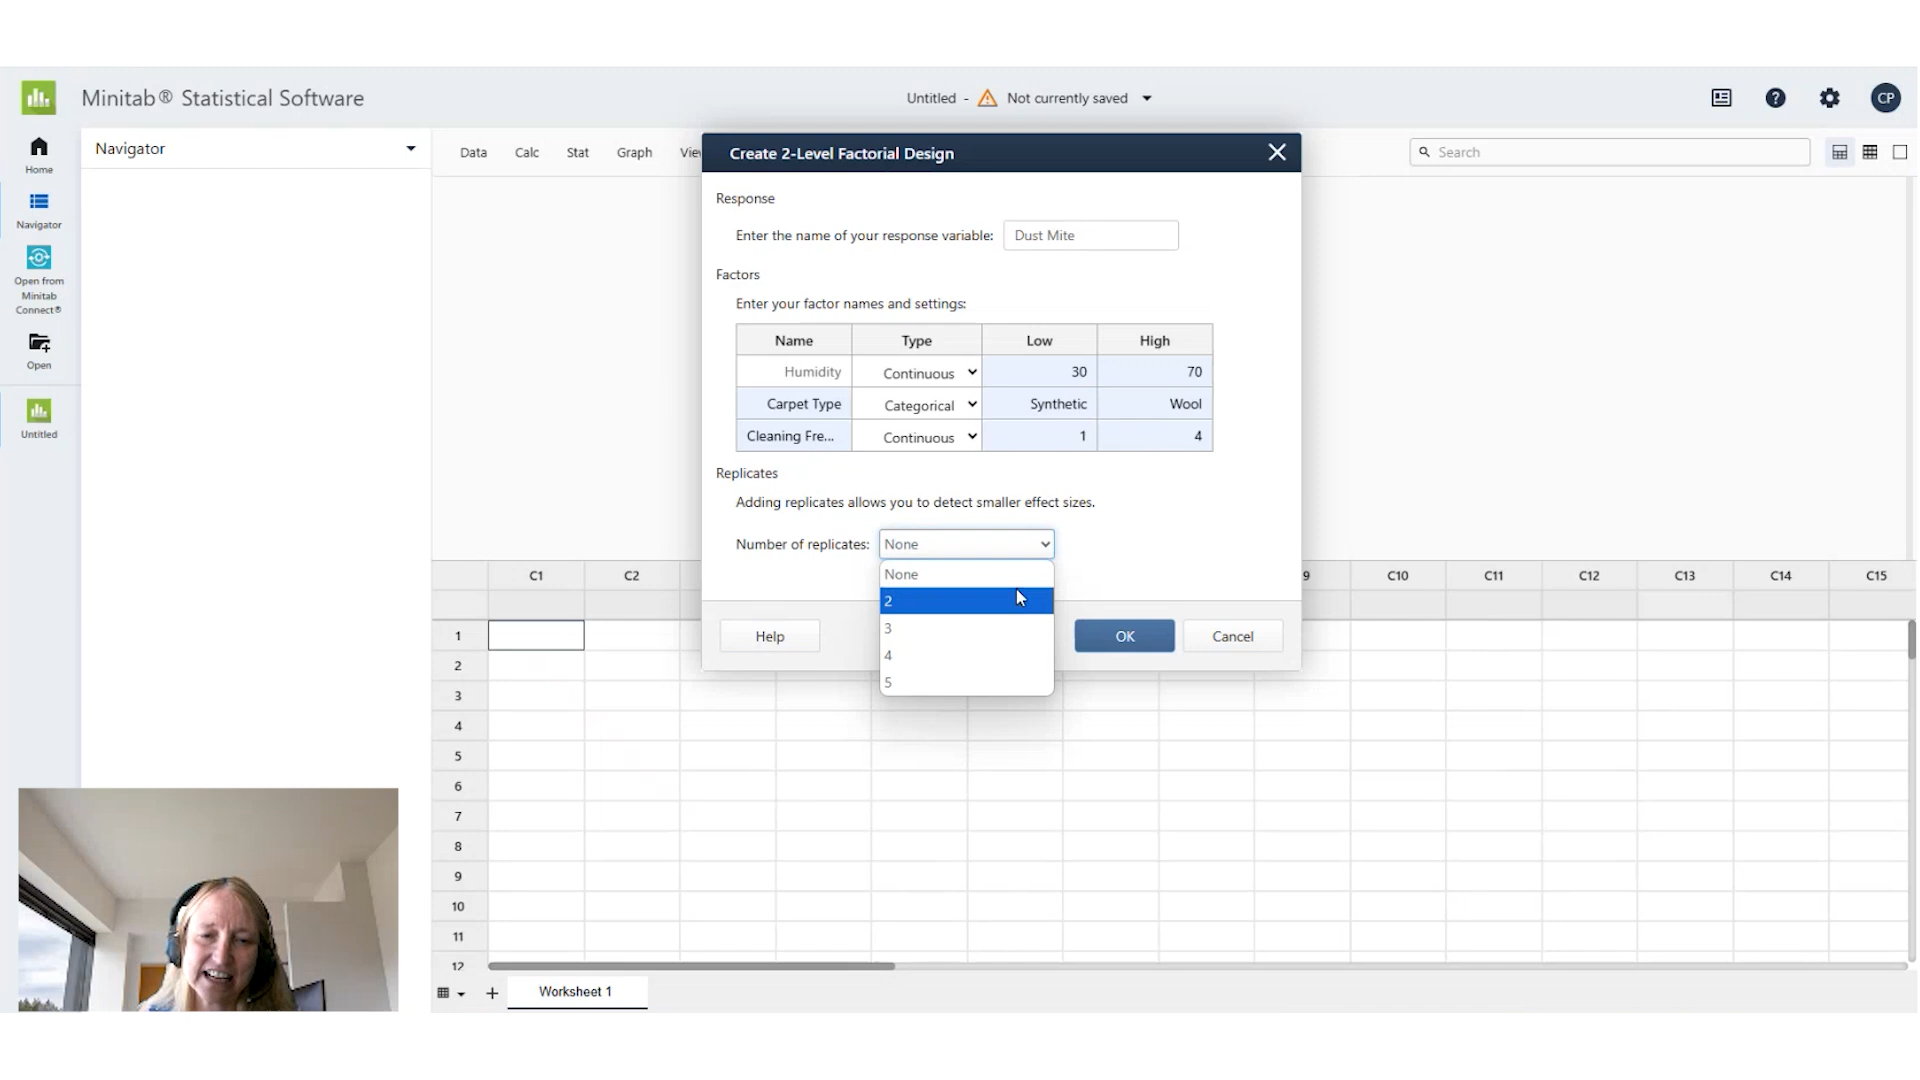 Minitab® Statistical Software
Untitled - Not currently saved
CP
Home
Navigator
Open from
Minitab
Connect®
Open
Untitled
Navigator
Data Calc Stat Graph Vie
Search
Create 2-Level Factorial Design
Response
Enter the name of your response variable: Dust Mite
Factors
Enter your factor names and settings:
Name Type Low High
Humidity Continuous 30 70
Carpet Type Categorical Synthetic Wool
Cleaning Fre... Continuous 1 4
Replicates
Adding replicates allows you to detect smaller effect sizes.
Number of replicates: None
None
2
3
4
5
Help OK Cancel
C1 C2 9 C10 C11 C12 C13 C14 C15
1
2
3
4
5
6
7
8
9
10
11
12
Worksheet 1